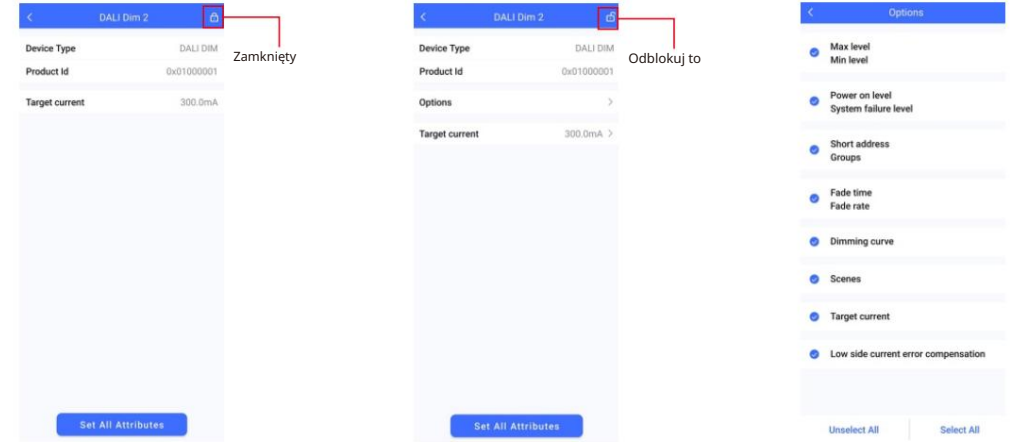 DALI Dim 2
Device Type DALI DIM
Product Id 0x01000001
Target current 300.0mA
Set All Attributes
Zamknięty
DALI Dim 2
Device Type DALI DIM
Product Id 0x01000001
Options
Target current 300.0mA
Set All Attributes
Odblokuj to
Options
Max level
Min level
Power on level
System failure level
Short address
Groups
Fade time
Fade rate
Dimming curve
Scenes
Target current
Low side current error compensation
Unselect All Select All